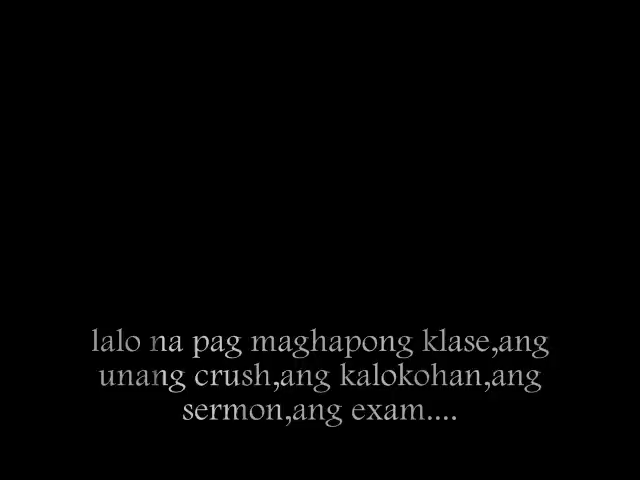 lalo na pag maghapong klase,ang
unang crush,ang kalokohan,ang
sermon,ang exam....